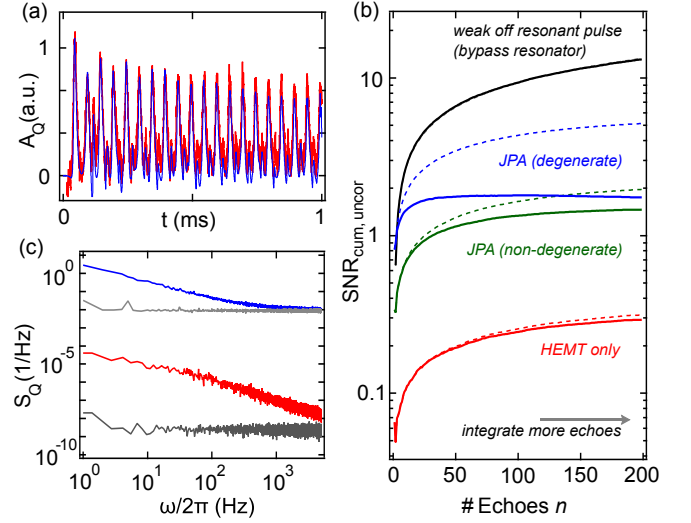 (a)
1
0
A_Q(a.u.)
0
1
t (ms)
(c)
10^0
10^-5
10^-10
S_Q (1/Hz)
10^0
10^1
10^2
10^3
ω/2π (Hz)
(b)
weak off resonant pulse
(bypass resonator)
10
JPA (degenerate)
1
JPA (non-degenerate)
HEMT only
0.1
integrate more echoes
SNR_cum, uncor
0
50
100
150
200
# Echoes n